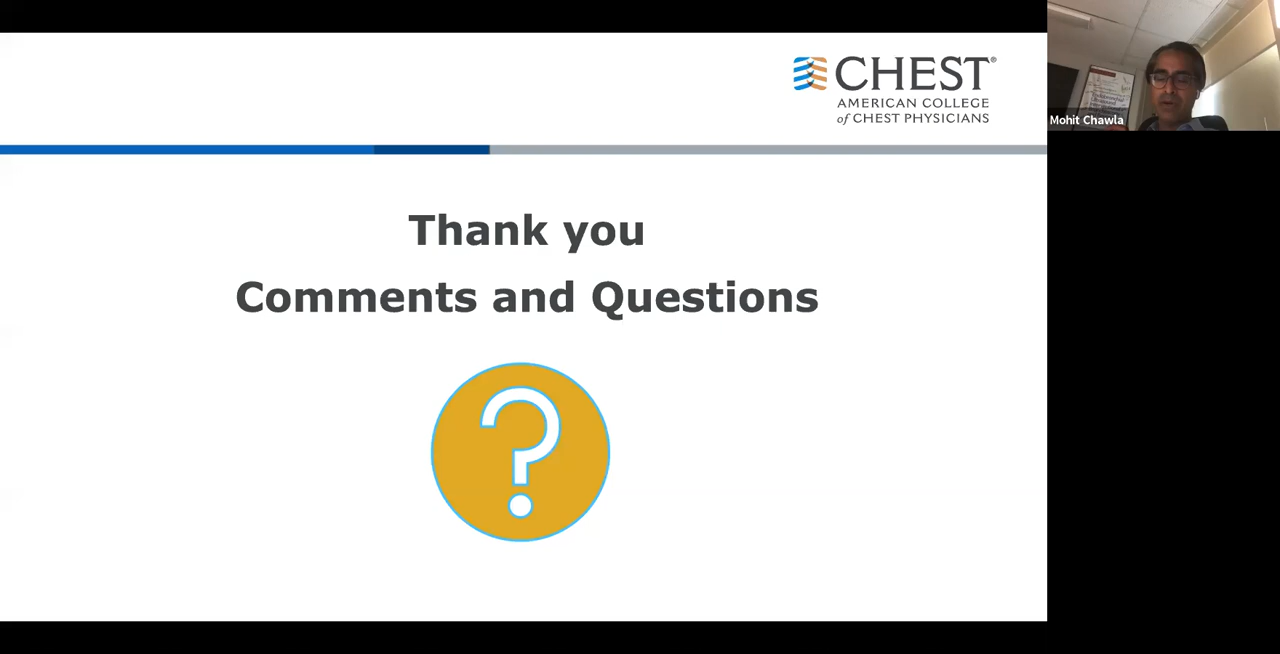 CHEST®
AMERICAN COLLEGE
of CHEST PHYSICIANS
Mohit Chawla
Thank you
Comments and Questions
?